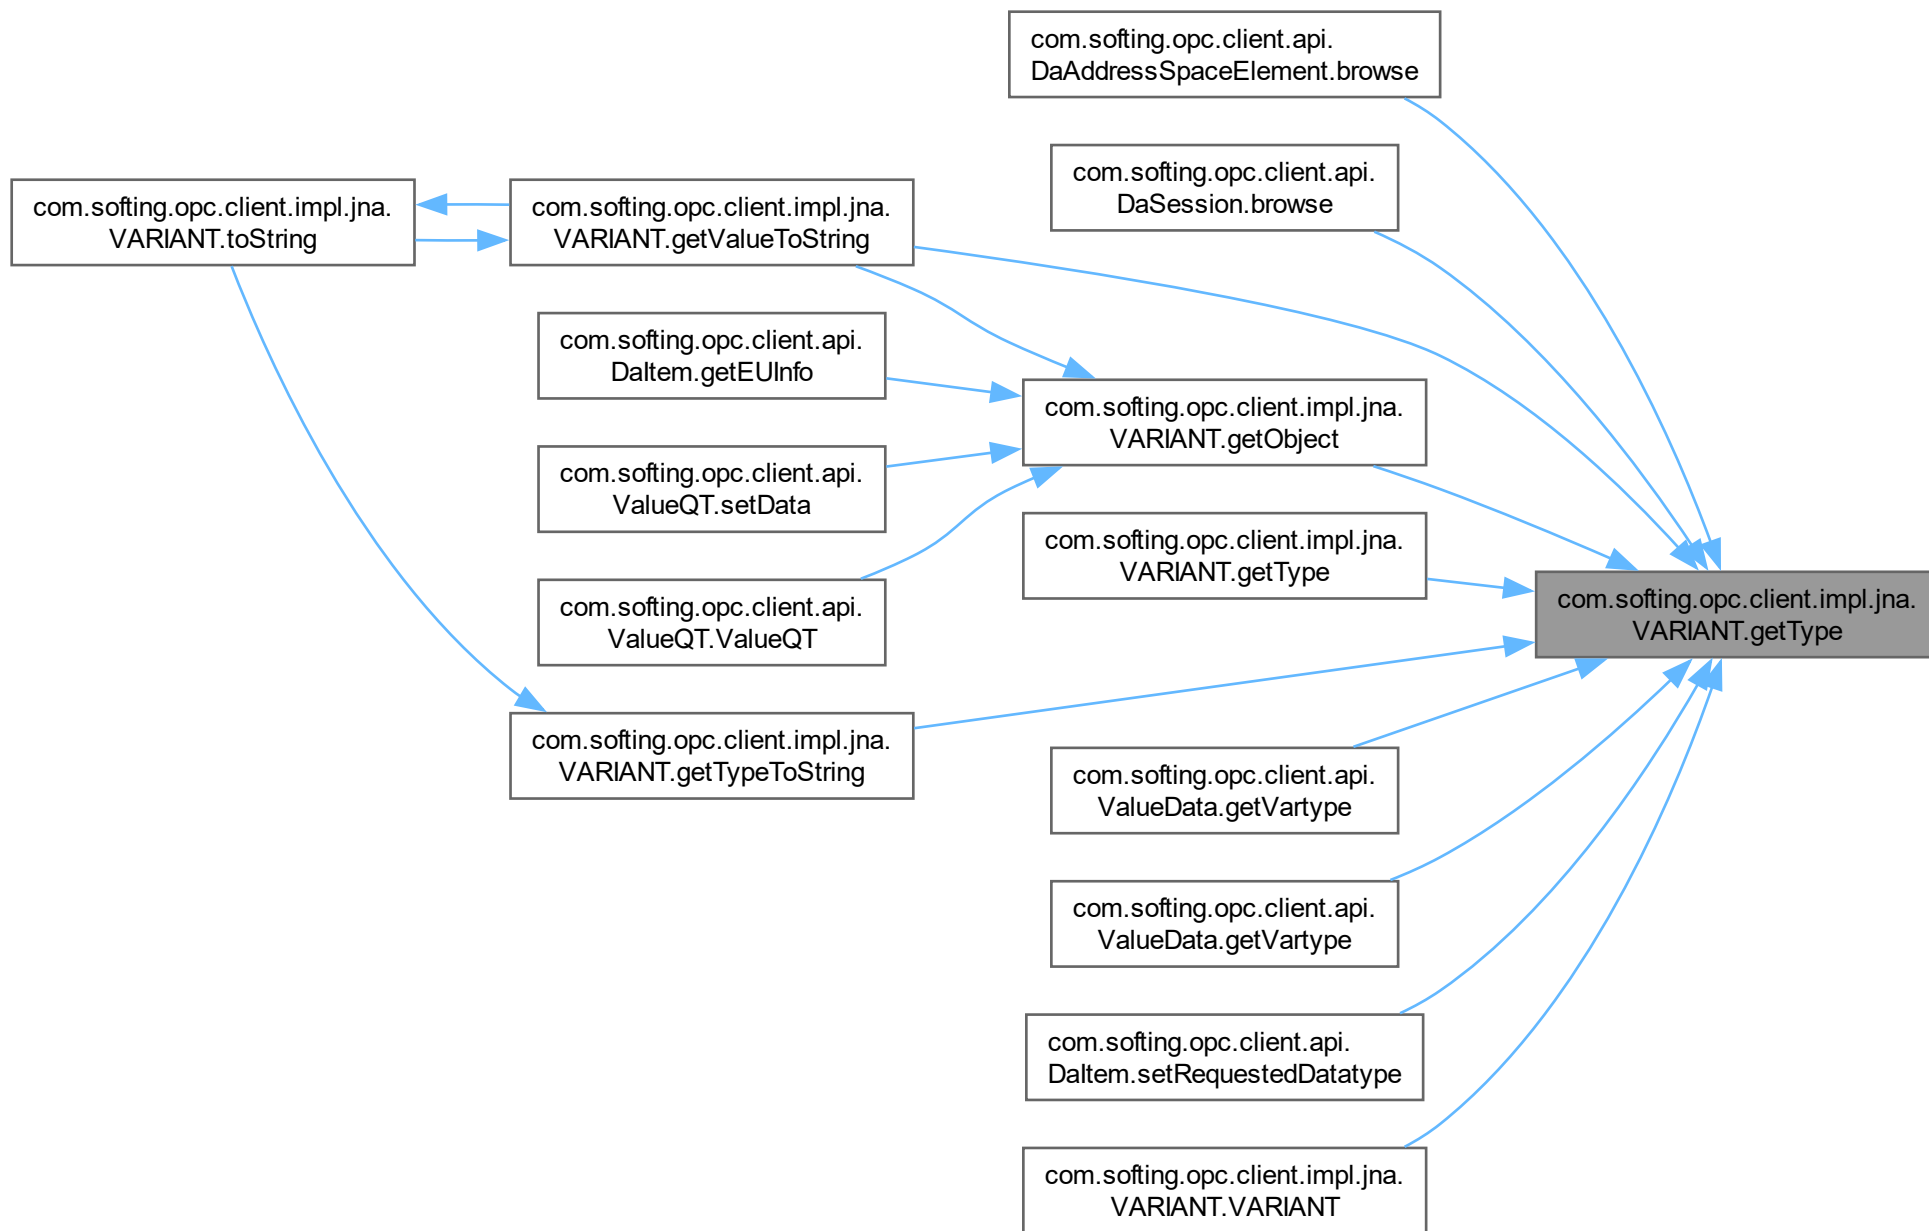 com.softing.opc.client.api.
DaAddressSpaceElement.browse
com.softing.opc.client.api.
DaSession.browse
com.softing.opc.client.impl.jna.
VARIANT.toString
com.softing.opc.client.impl.jna.
VARIANT.getValueToString
com.softing.opc.client.api.
DaItem.getEUInfo
com.softing.opc.client.impl.jna.
VARIANT.getObject
com.softing.opc.client.api.
ValueQT.setData
com.softing.opc.client.impl.jna.
VARIANT.getType
com.softing.opc.client.api.
ValueQT.ValueQT
com.softing.opc.client.impl.jna.
VARIANT.getType
com.softing.opc.client.impl.jna.
VARIANT.getTypeToString
com.softing.opc.client.api.
ValueData.getVartype
com.softing.opc.client.api.
ValueData.getVartype
com.softing.opc.client.api.
DaItem.setRequestedDatatype
com.softing.opc.client.impl.jna.
VARIANT.VARIANT